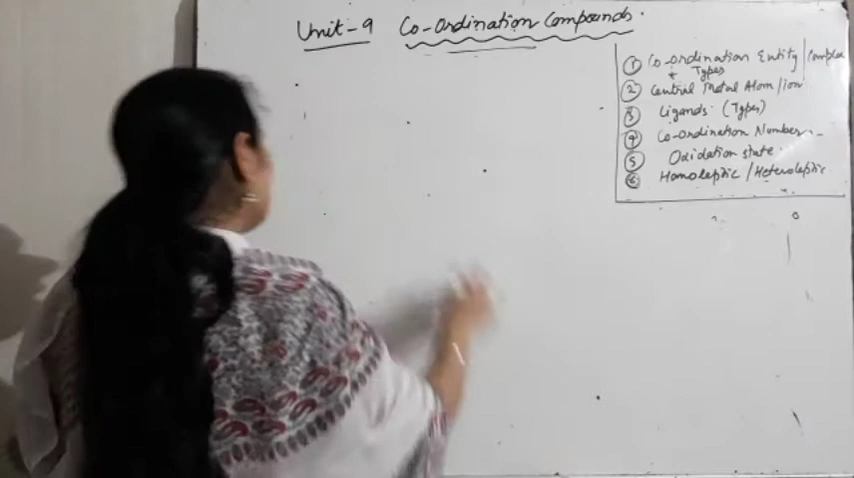 Unit-9 Co-ordination Compounds.
① Co-ordination Entity/Complex
+ Types
② Central Metal Atom/ion
③ Ligands. (Types)
④ Co-ordination Number
⑤ Oxidation state.
⑥ Homoleptic / Heteroleptic